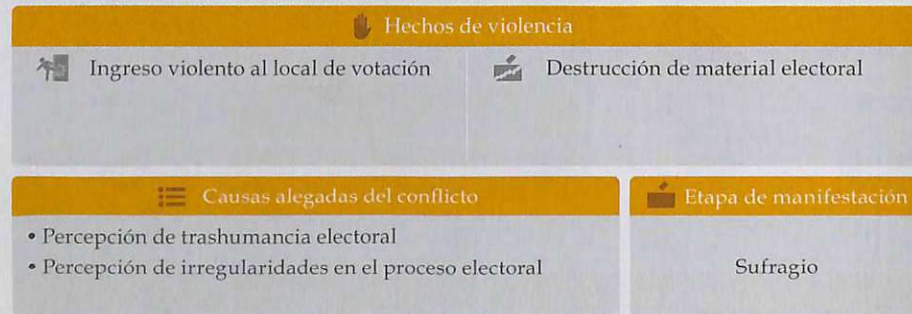 Hechos de violencia
Ingreso violento al local de votación
Destrucción de material electoral
Causas alegadas del conflicto
• Percepción de trashumancia electoral
• Percepción de irregularidades en el proceso electoral
Etapa de manifestación
Sufragio